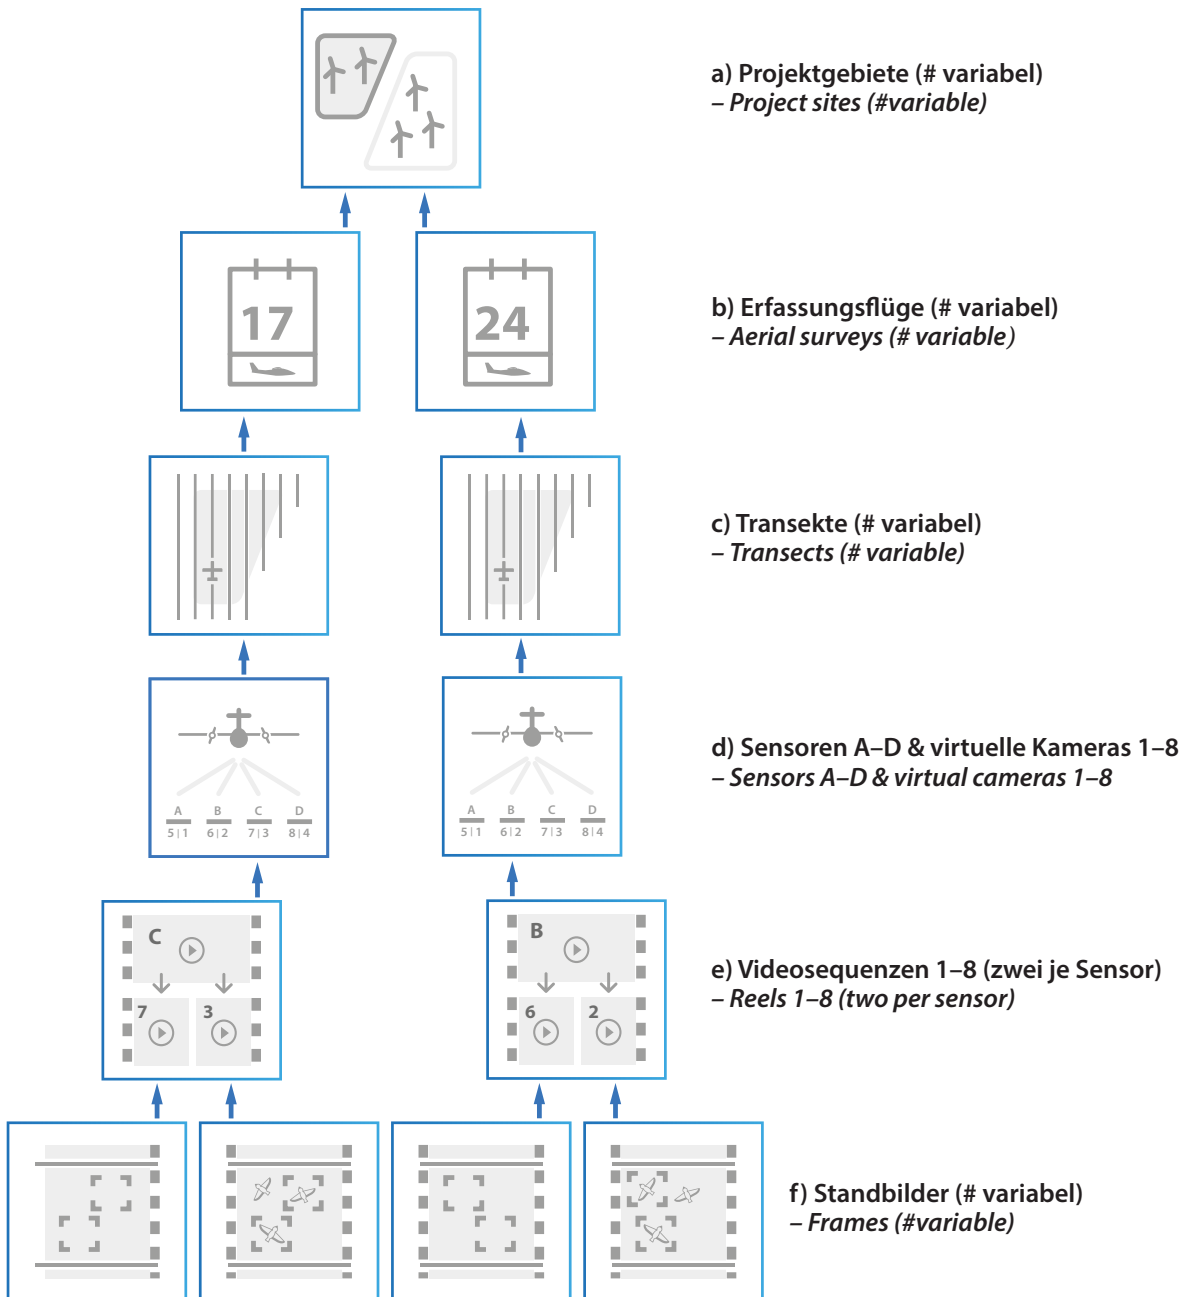 a) Projektgebiete (# variabel)
– Project sites (#variable)
17
24
b) Erfassungsflüge (# variabel)
– Aerial surveys (# variable)
c) Transekte (# variabel)
– Transects (# variable)
A B C D
5|1 6|2 7|3 8|4
A B C D
5|1 6|2 7|3 8|4
d) Sensoren A–D & virtuelle Kameras 1–8
– Sensors A–D & virtual cameras 1–8
C
7 3
B
6 2
e) Videosequenzen 1–8 (zwei je Sensor)
– Reels 1–8 (two per sensor)
f) Standbilder (# variabel)
– Frames (#variable)